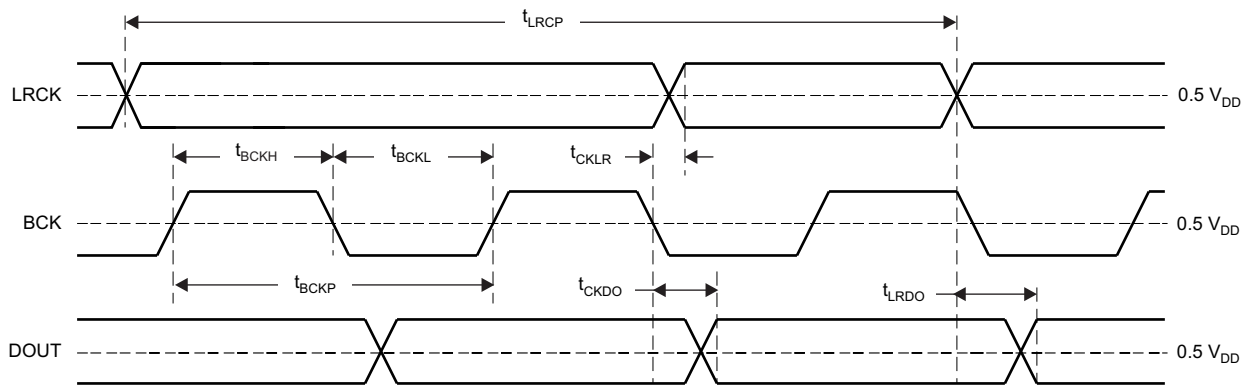 tLRCP
LRCK
0.5 VDD
tBCKH
tBCKL
tCKLR
BCK
0.5 VDD
tBCKP
tCKDO
tLRDO
DOUT
0.5 VDD